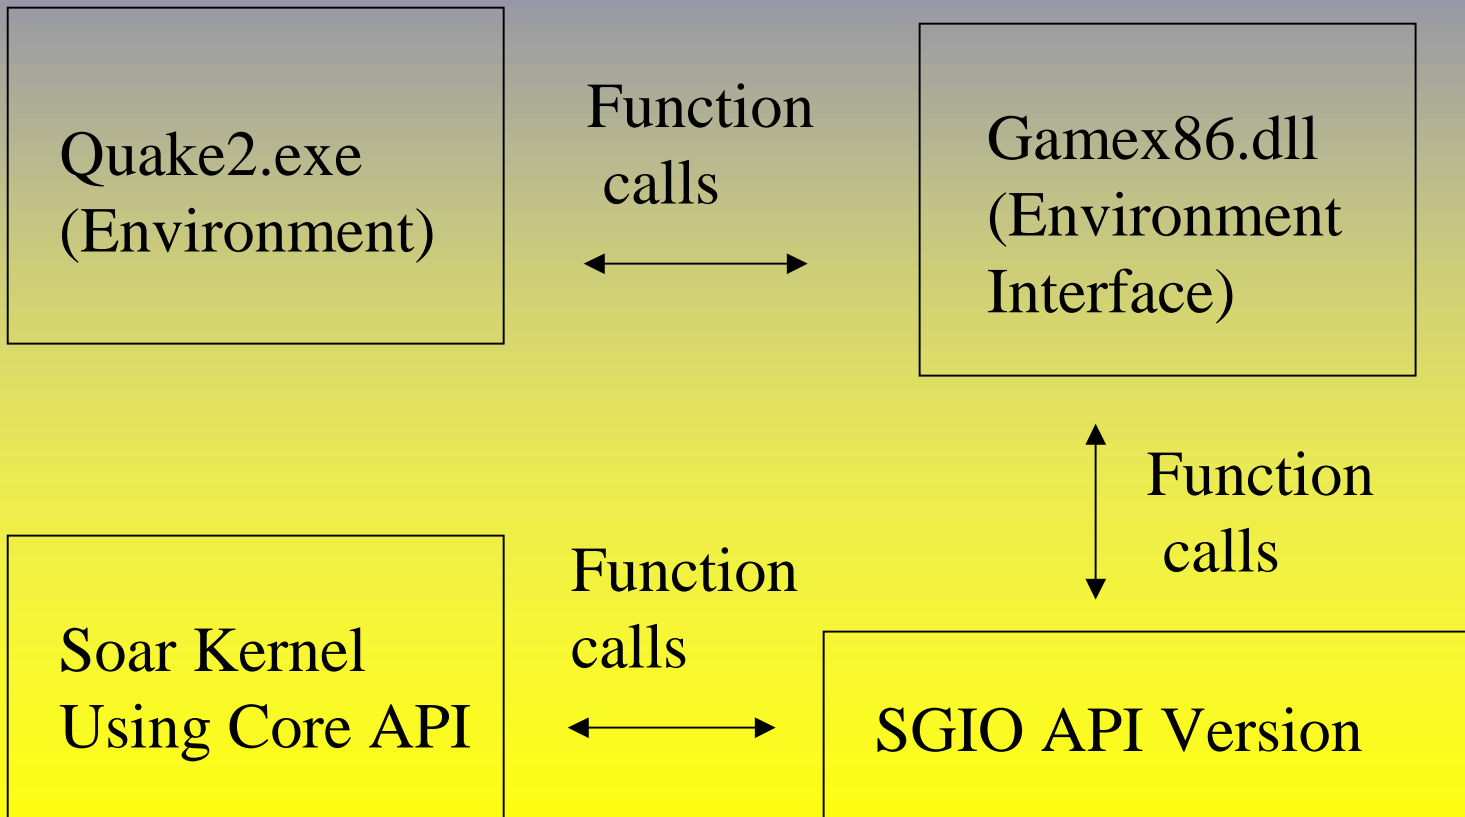 Quake2.exe
(Environment)
Function
calls
Gamex86.dll
(Environment
Interface)
Function
calls
Soar Kernel
Using Core API
Function
calls
SGIO API Version